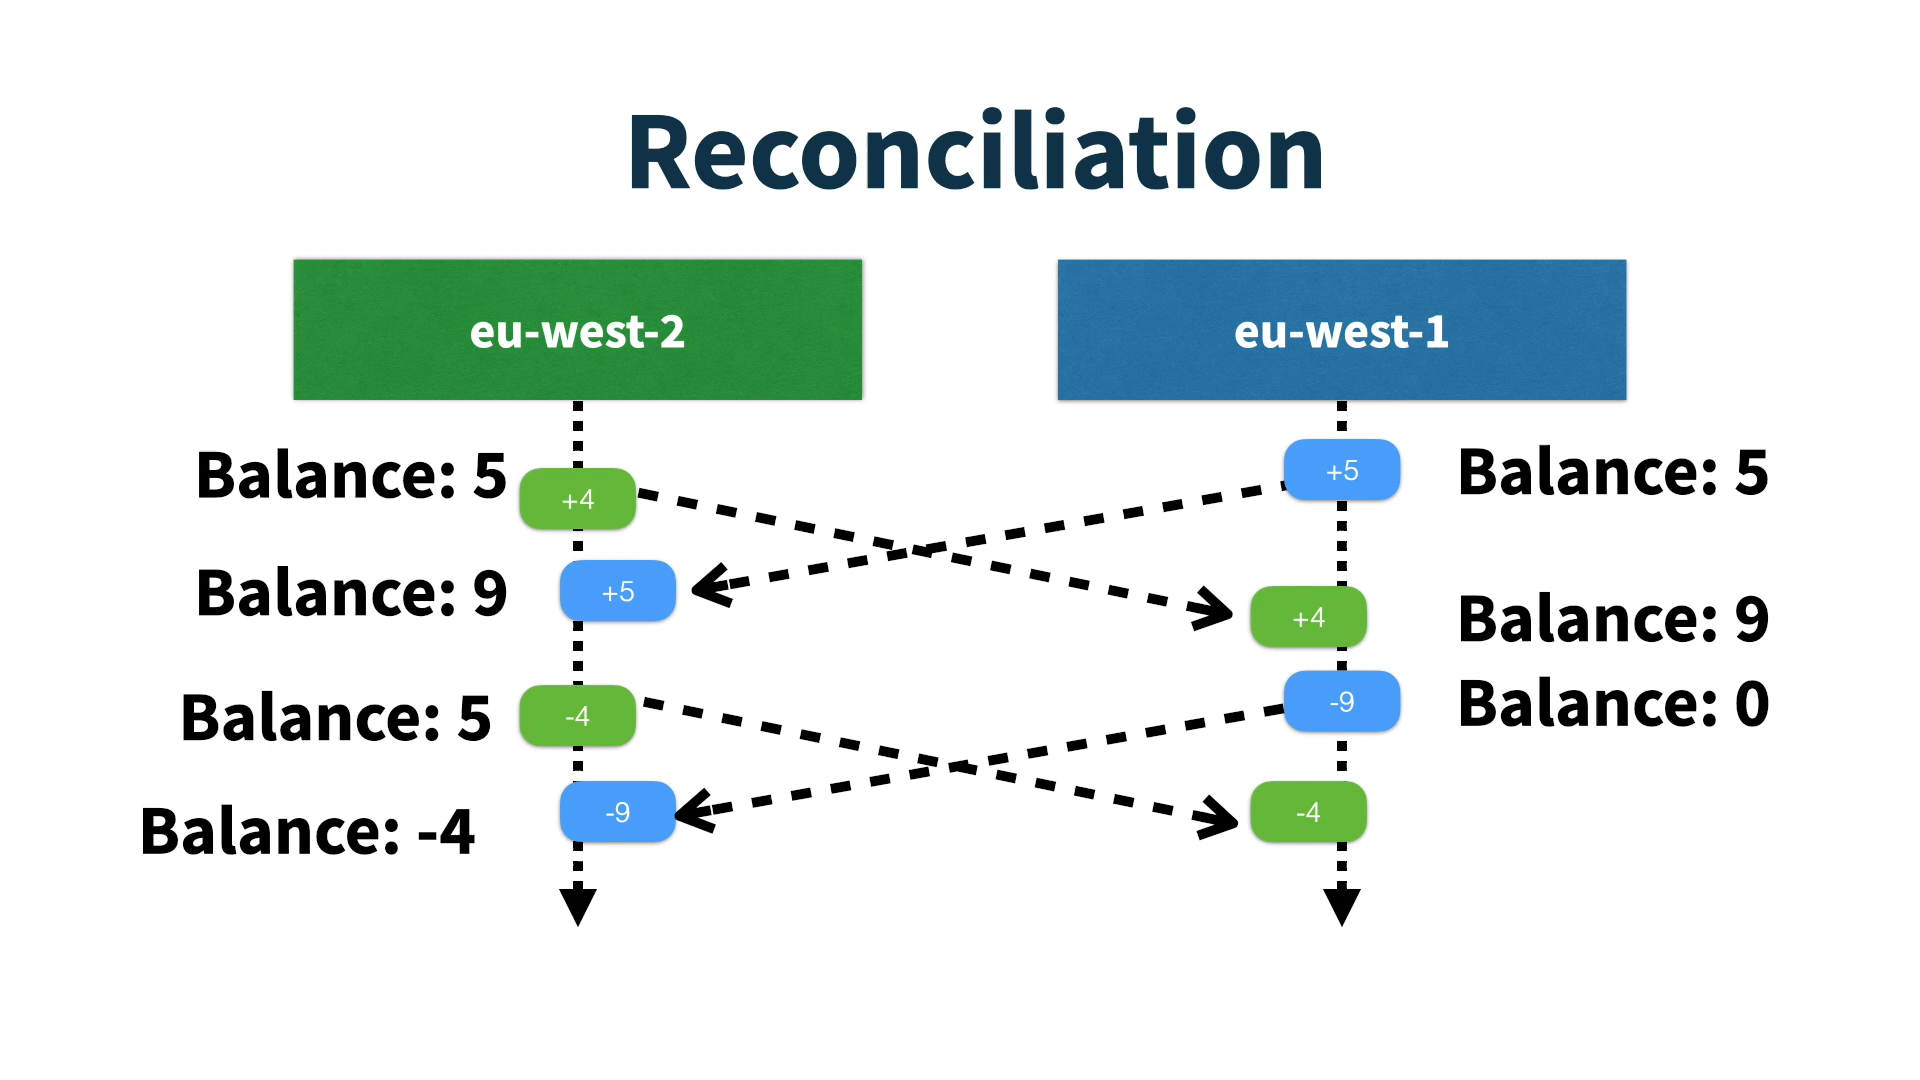 Reconciliation
eu-west-2
eu-west-1
Balance: 5
+4
+5
Balance: 5
Balance: 9
+5
+4
Balance: 9
Balance: 5
-4
-9
Balance: 0
Balance: -4
-9
-4